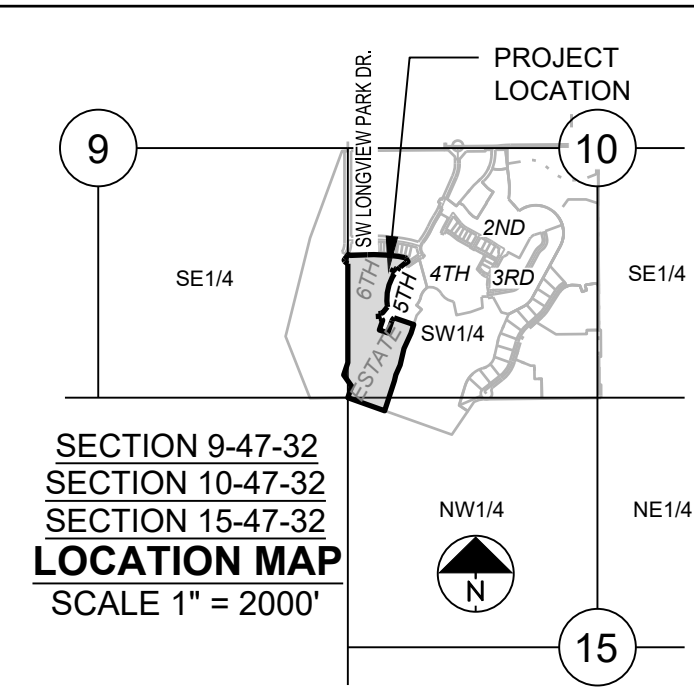 SW LONGVIEW PARK DR.
PROJECT
LOCATION
9
10
2ND
SE1/4
6TH
5TH
4TH
3RD
SE1/4
SW1/4
ESTATE
SECTION 9-47-32
SECTION 10-47-32
SECTION 15-47-32
LOCATION MAP
SCALE 1" = 2000'
NW1/4
NE1/4
N
15